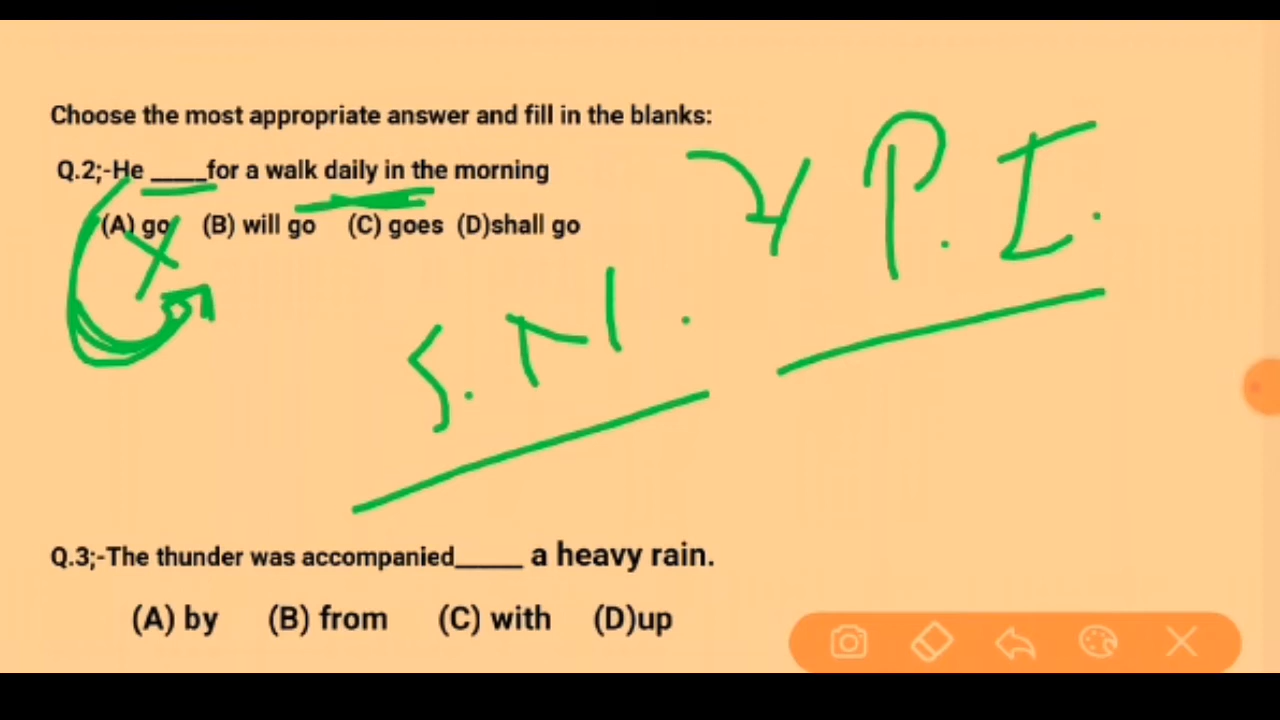 Choose the most appropriate answer and fill in the blanks:
Q.2;-He _____for a walk daily in the morning
(A) go (B) will go (C) goes (D)shall go
P. I.
S. N.
Q.3;-The thunder was accompanied_____ a heavy rain.
(A) by (B) from (C) with (D)up